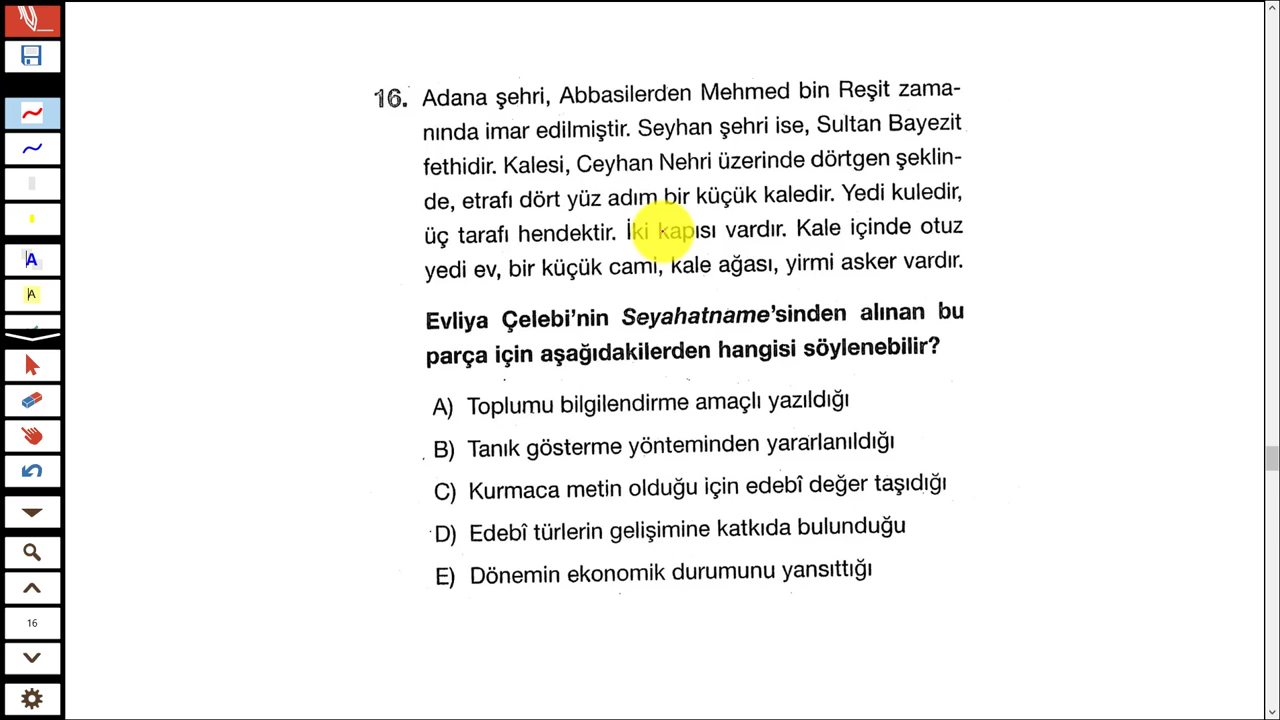 16. Adana şehri, Abbasilerden Mehmed bin Reşit zama-
nında imar edilmiştir. Seyhan şehri ise, Sultan Bayezit
fethidir. Kalesi, Ceyhan Nehri üzerinde dörtgen şeklin-
de, etrafı dört yüz adım bir küçük kaledir. Yedi kuledir,
üç tarafı hendektir. İki kapısı vardır. Kale içinde otuz
yedi ev, bir küçük cami, kale ağası, yirmi asker vardır.
Evliya Çelebi'nin Seyahatname'sinden alınan bu
parça için aşağıdakilerden hangisi söylenebilir?
A) Toplumu bilgilendirme amaçlı yazıldığı
B) Tanık gösterme yönteminden yararlanıldığı
C) Kurmaca metin olduğu için edebî değer taşıdığı
D) Edebî türlerin gelişimine katkıda bulunduğu
E) Dönemin ekonomik durumunu yansıttığı
A
A
16